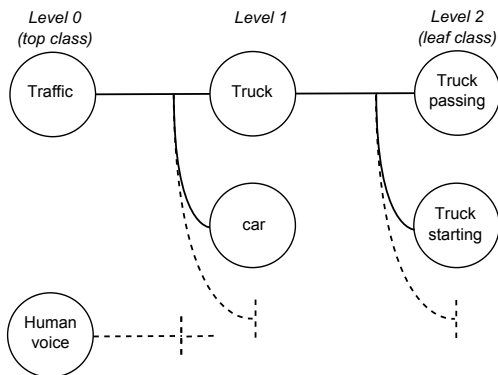 Level 0
(top class)
Level 1
Level 2
(leaf class)
Traffic
Truck
Truck
passing
car
Truck
starting
Human
voice